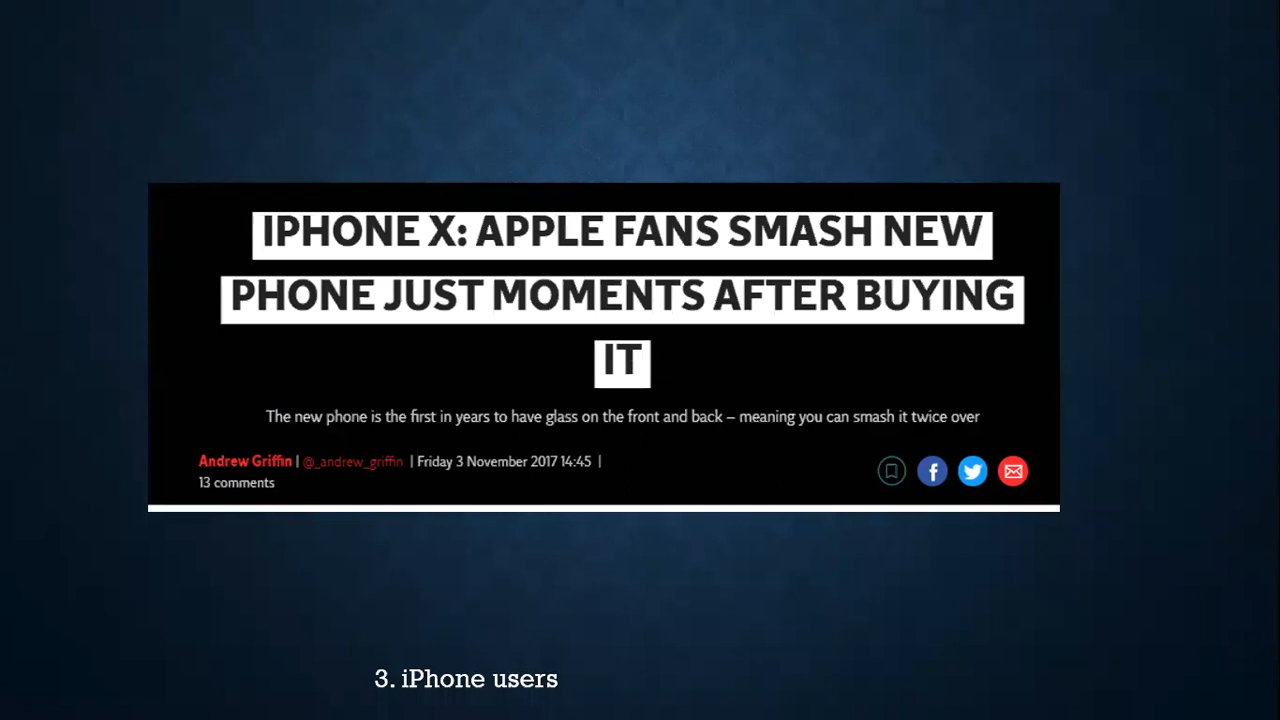 IPHONE X: APPLE FANS SMASH NEW
PHONE JUST MOMENTS AFTER BUYING
IT
The new phone is the first in years to have glass on the front and back – meaning you can smash it twice over
Andrew Griffin | @_andrew_griffin | Friday 3 November 2017 14:45 |
13 comments
3. iPhone users